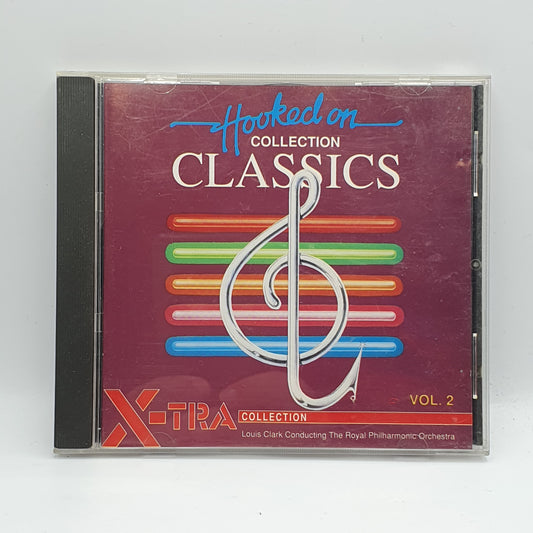 Hooked on
COLLECTION
CLASSICS
VOL. 2
X-TRA COLLECTION
Louis Clark Conducting The Royal Philharmonic Orchestra